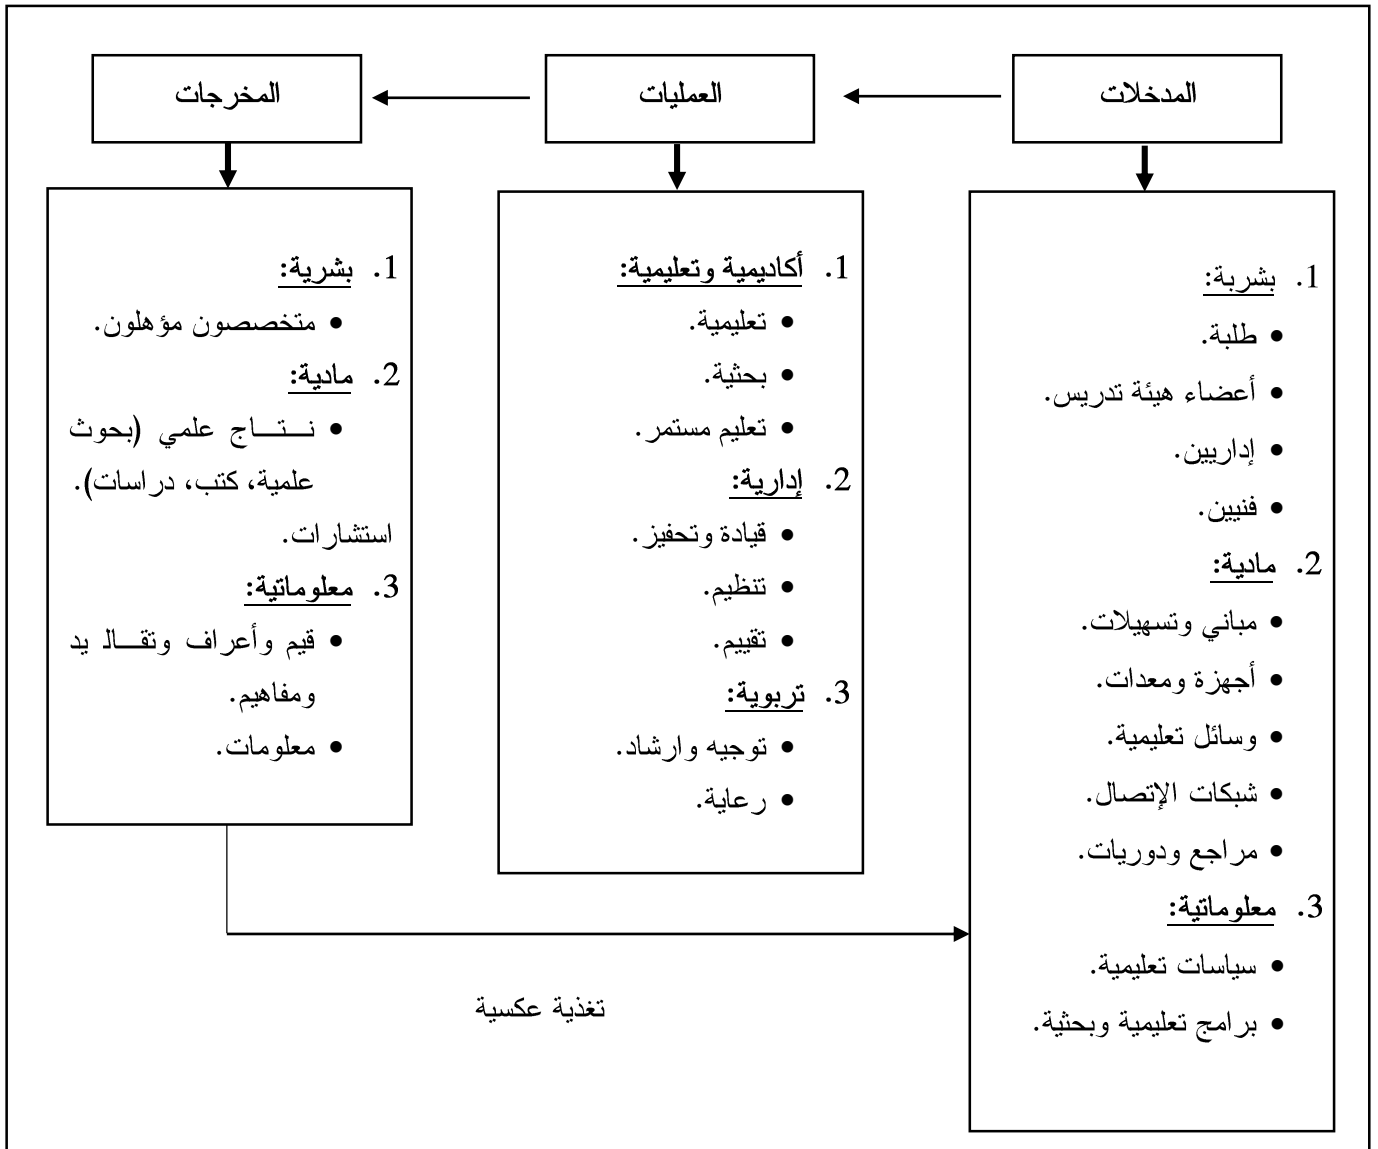 المدخلات
العمليات
المخرجات
1. بشربة:
• طلبة.
• أعضاء هيئة تدريس.
• إداريين.
• فنيين.
2. مادية:
• مباني وتسهيلات.
• أجهزة ومعدات.
• وسائل تعليمية.
• شبكات الإتصال.
• مراجع ودوريات.
3. معلوماتية:
• سياسات تعليمية.
• برامج تعليمية وبحثية.
1. أكاديمية وتعليمية:
• تعليمية.
• بحثية.
• تعليم مستمر.
2. إدارية:
• قيادة وتحفيز.
• تنظيم.
• تقييم.
3. تربوية:
• توجيه وارشاد.
• رعاية.
1. بشرية:
• متخصصون مؤهلون.
2. مادية:
• نـتـاج علمي (بحوث
علمية، كتب، دراسات).
استشارات.
3. معلوماتية:
• قيم وأعراف وتقـالـ يد
ومفاهيم.
• معلومات.
تغذية عكسية